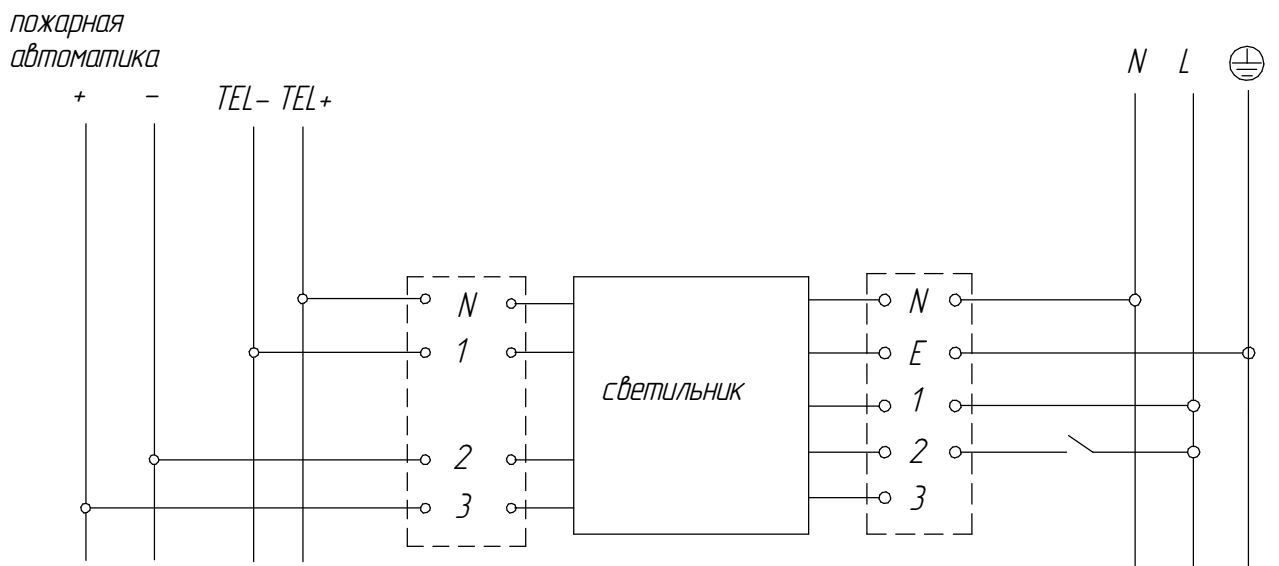 пожарная
автоматика
+ − TEL− TEL+
N L
N
1
2
3
светильник
N
E
1
2
3